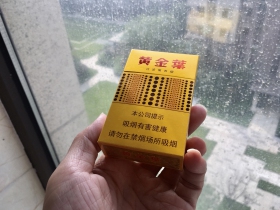 黄金葉
本公司提示
吸烟有害健康
请勿在禁烟场所吸烟